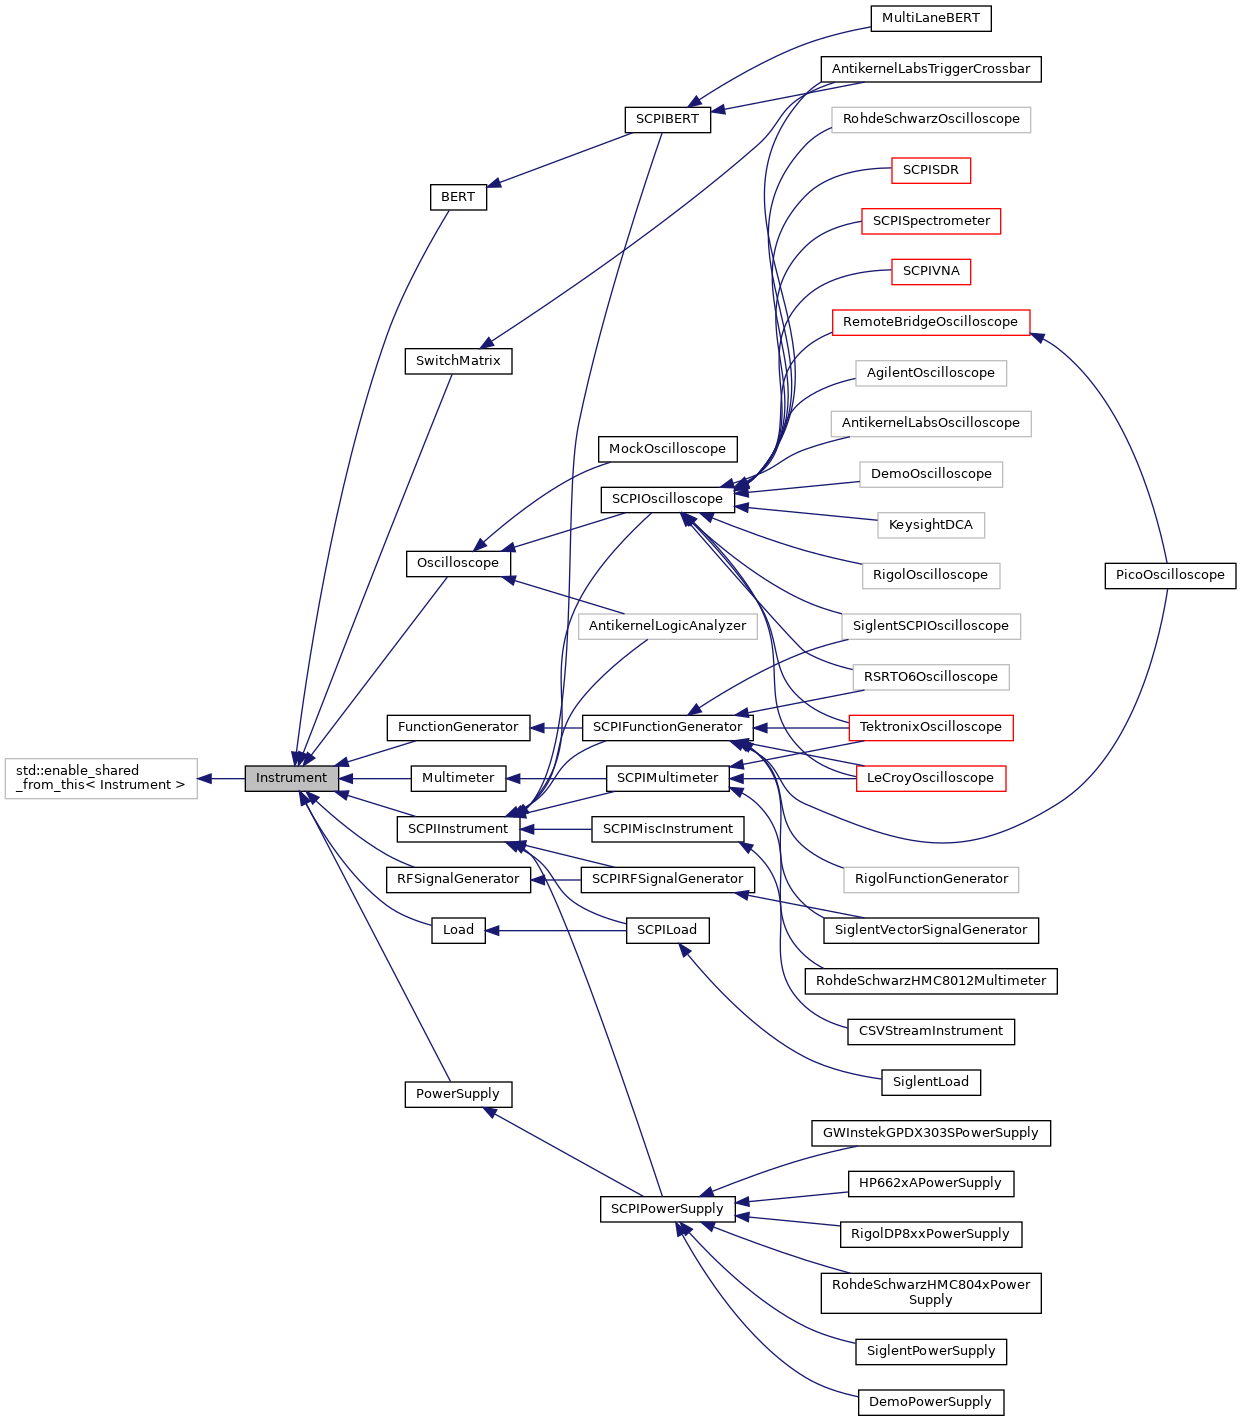 MultiLaneBERT
AntikernelLabsTriggerCrossbar
SCPIBERT
RohdeSchwarzOscilloscope
SCPISDR
BERT
SCPISpectrometer
SCPIVNA
RemoteBridgeOscilloscope
SwitchMatrix
AgilentOscilloscope
AntikernelLabsOscilloscope
MockOscilloscope
DemoOscilloscope
SCPIOscilloscope
KeysightDCA
Oscilloscope
RigolOscilloscope
PicoOscilloscope
AntikernelLogicAnalyzer
SiglentSCPIOscilloscope
RSRTO6Oscilloscope
FunctionGenerator
SCPIFunctionGenerator
TektronixOscilloscope
std::enable_shared
_from_this< Instrument >
Instrument
Multimeter
SCPIMultimeter
LeCroyOscilloscope
SCPIInstrument
SCPIMiscInstrument
RFSignalGenerator
SCPIRFSignalGenerator
RigolFunctionGenerator
Load
SCPILoad
SiglentVectorSignalGenerator
RohdeSchwarzHMC8012Multimeter
CSVStreamInstrument
SiglentLoad
PowerSupply
GWInstekGPDX303SPowerSupply
HP662xAPowerSupply
SCPIPowerSupply
RigolDP8xxPowerSupply
RohdeSchwarzHMC804xPower
Supply
SiglentPowerSupply
DemoPowerSupply